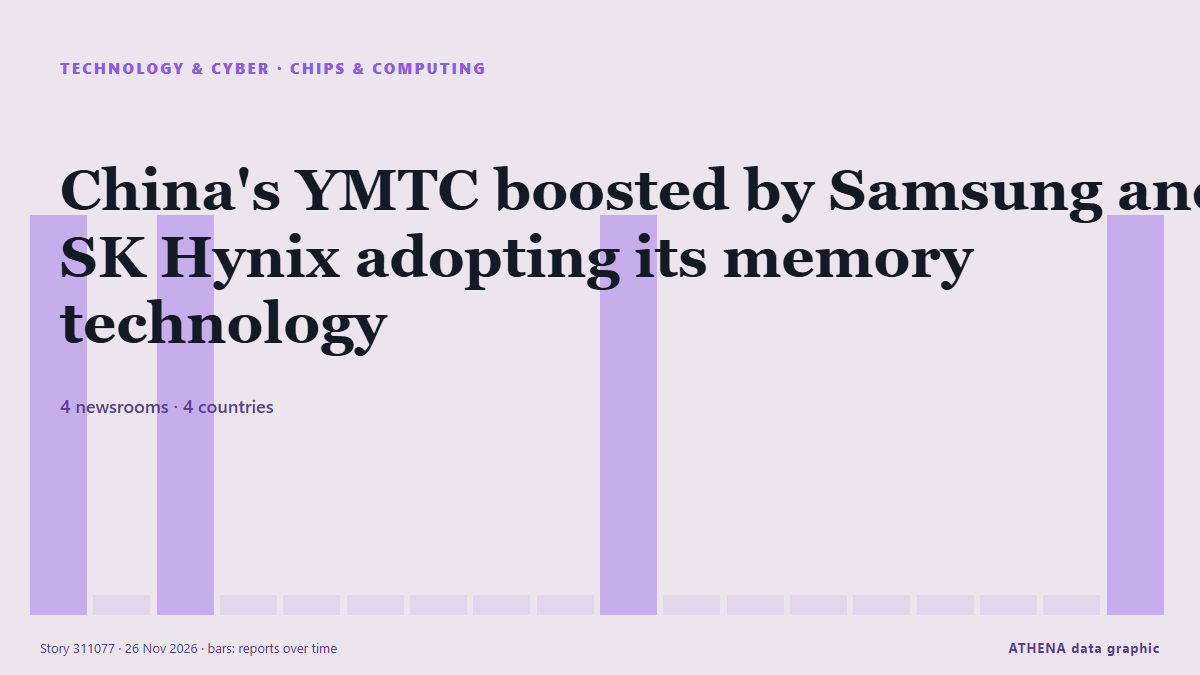 TECHNOLOGY & CYBER · CHIPS & COMPUTING
China's YMTC boosted by Samsung and
SK Hynix adopting its memory
technology
4 newsrooms · 4 countries
Story 311077 · 26 Nov 2026 · bars: reports over time
ATHENA data graphic